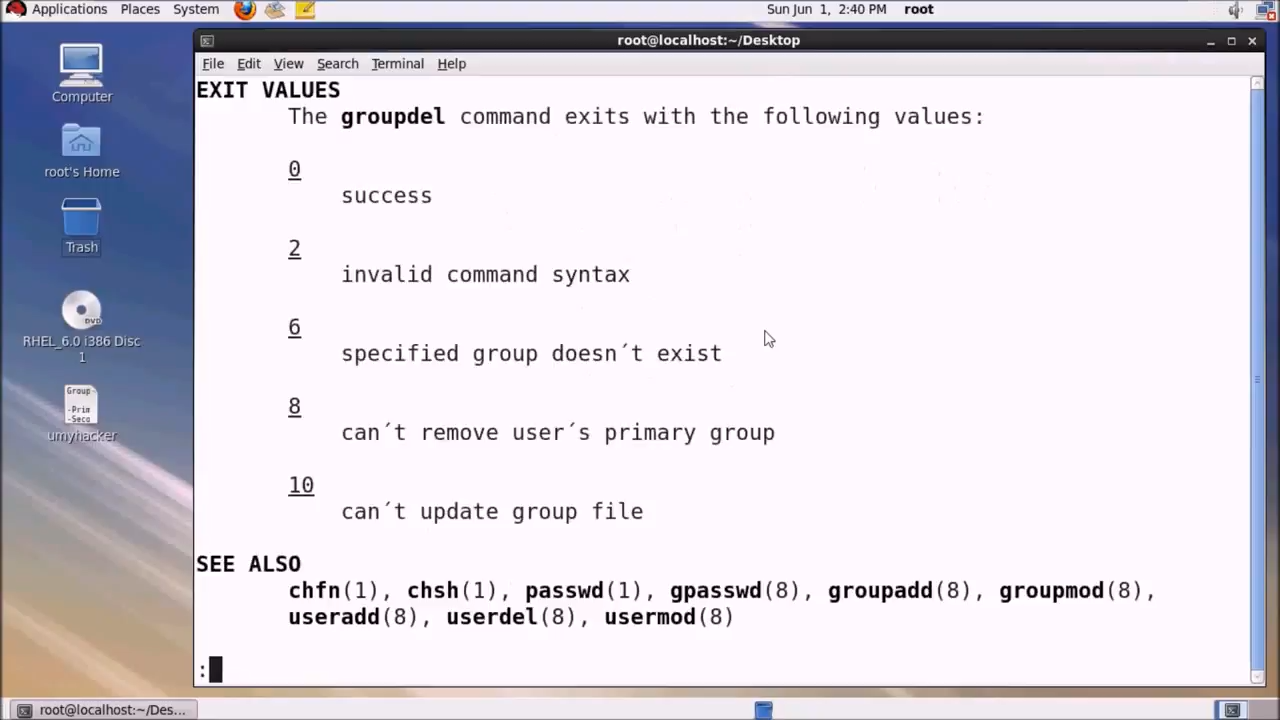 Applications Places System Sun Jun 1, 2:40 PM root
root@localhost:~/Desktop
File Edit View Search Terminal Help
Computer
root's Home
Trash
DVD
RHEL_6.0 i386 Disc
1
Group-
-Prim
-Seco
umyhacker
EXIT VALUES
The groupdel command exits with the following values:
0
success
2
invalid command syntax
6
specified group doesn´t exist
8
can´t remove user´s primary group
10
can´t update group file
SEE ALSO
chfn(1), chsh(1), passwd(1), gpasswd(8), groupadd(8), groupmod(8),
useradd(8), userdel(8), usermod(8)
:
root@localhost:~/Des...